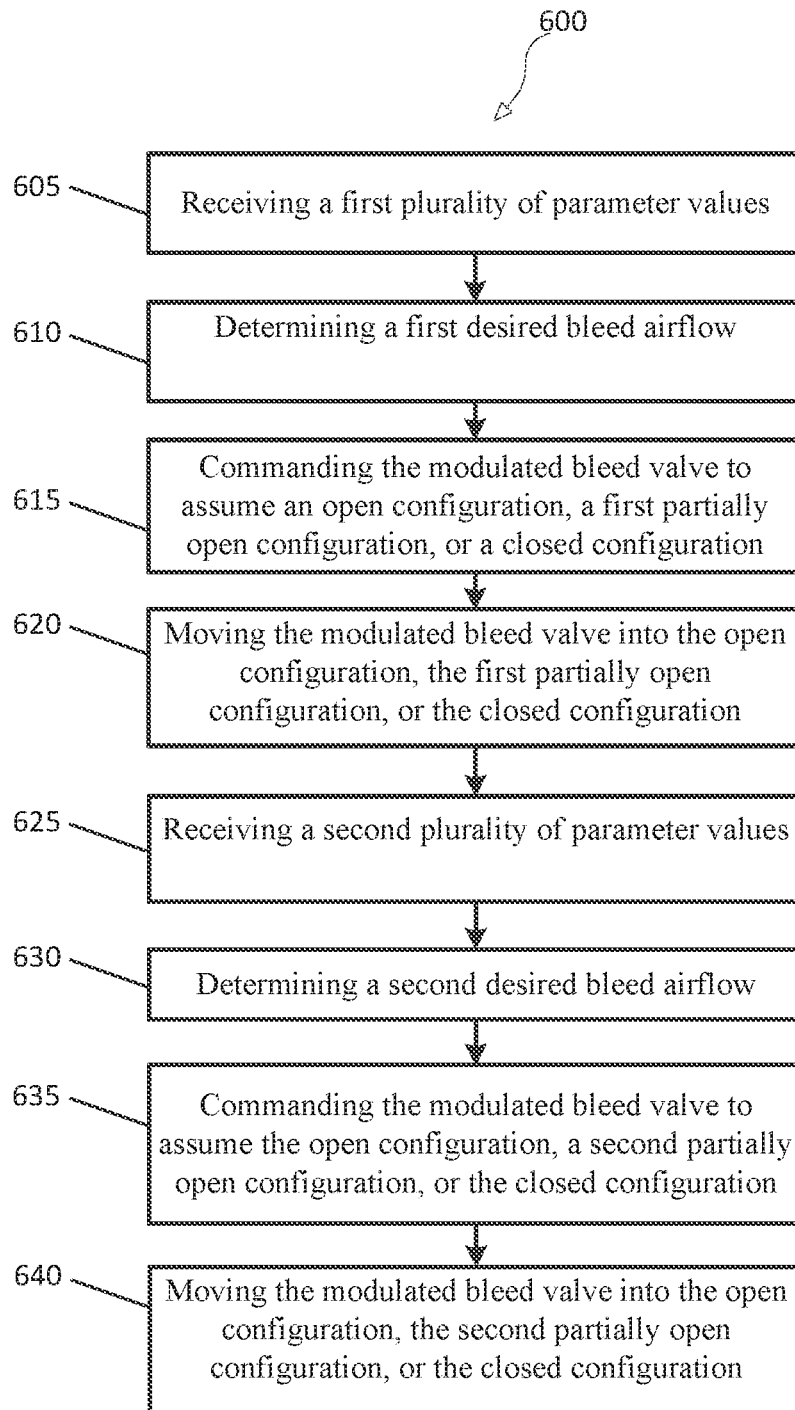 600
605
Receiving a first plurality of parameter values
610
Determining a first desired bleed airflow
615
Commanding the modulated bleed valve to
assume an open configuration, a first partially
open configuration, or a closed configuration
620
Moving the modulated bleed valve into the open
configuration, the first partially open
configuration, or the closed configuration
625
Receiving a second plurality of parameter values
630
Determining a second desired bleed airflow
635
Commanding the modulated bleed valve to
assume the open configuration, a second partially
open configuration, or the closed configuration
640
Moving the modulated bleed valve into the open
configuration, the second partially open
configuration, or the closed configuration